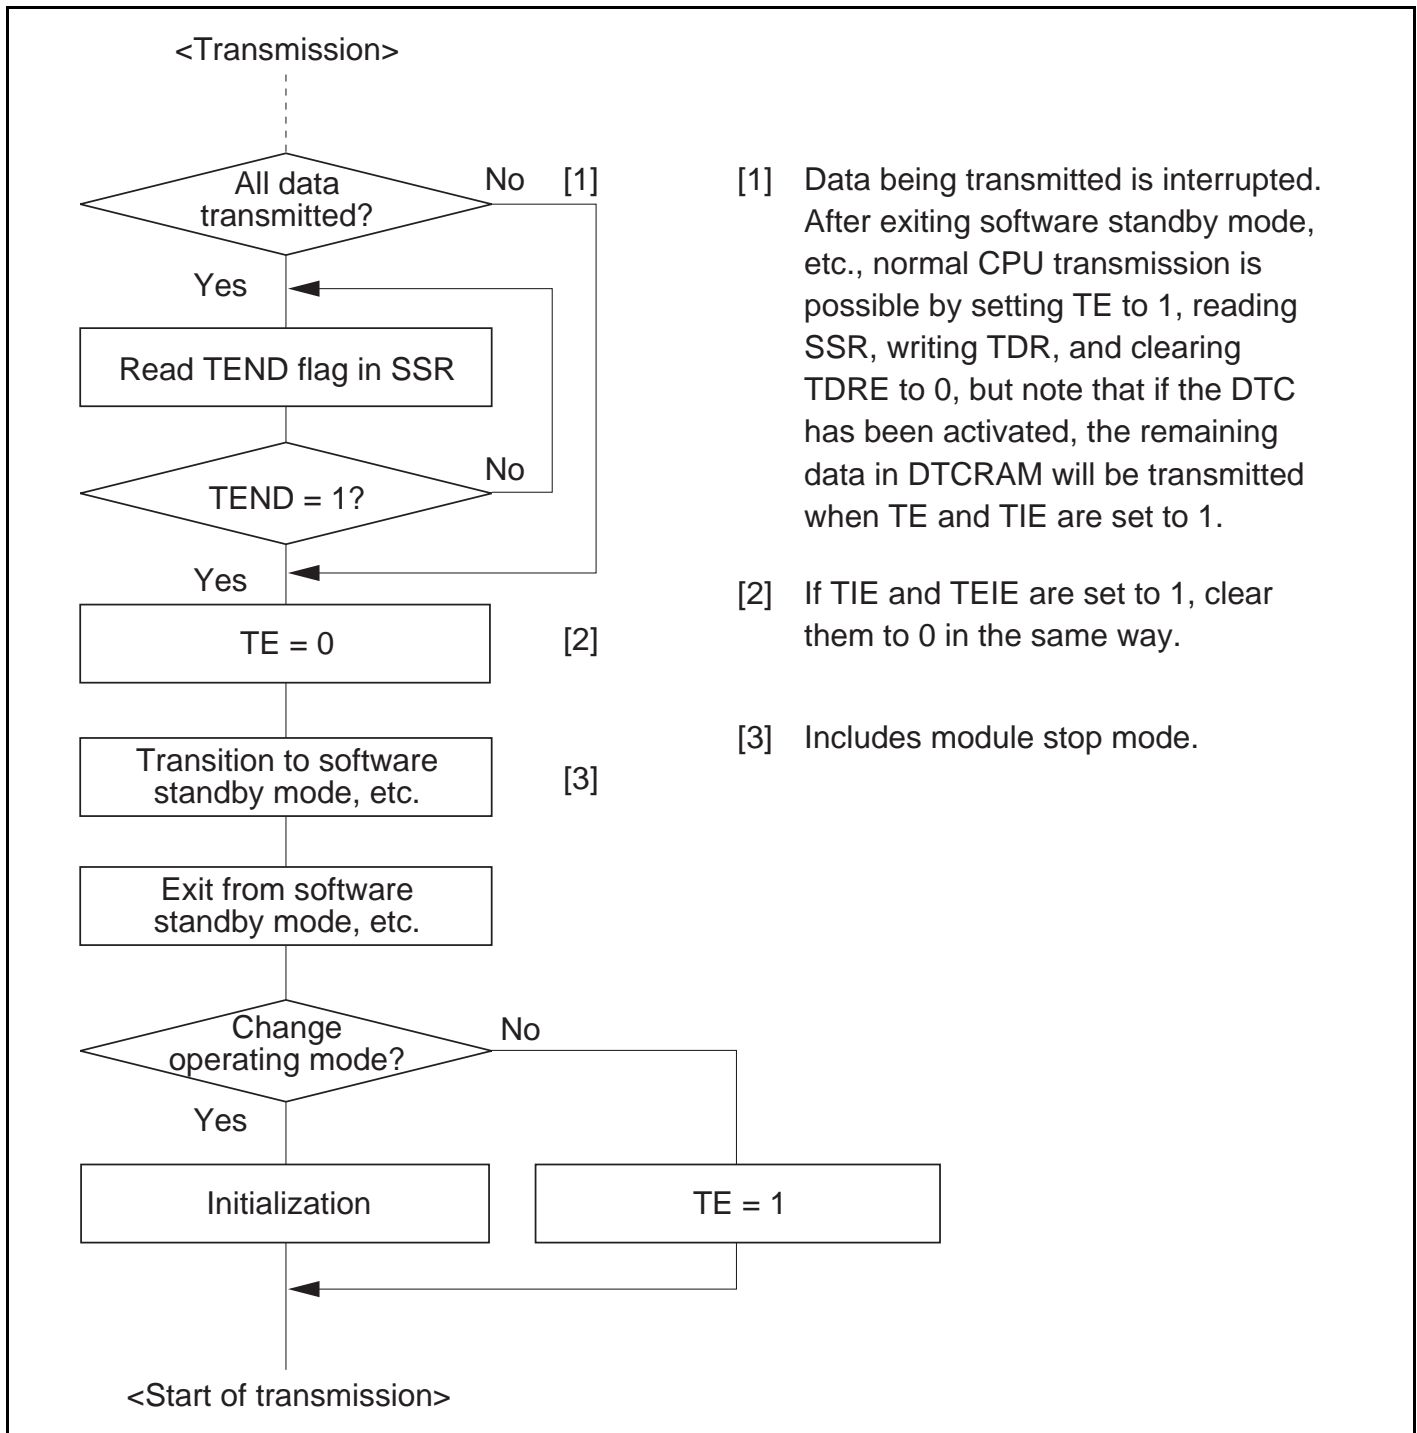 <Transmission>
All data
transmitted?
No [1]
Yes
Read TEND flag in SSR
TEND = 1?
No
Yes
TE = 0
[2]
Transition to software
standby mode, etc.
[3]
Exit from software
standby mode, etc.
Change
operating mode?
No
Yes
Initialization
TE = 1
<Start of transmission>
[1] Data being transmitted is interrupted.
After exiting software standby mode,
etc., normal CPU transmission is
possible by setting TE to 1, reading
SSR, writing TDR, and clearing
TDRE to 0, but note that if the DTC
has been activated, the remaining
data in DTCRAM will be transmitted
when TE and TIE are set to 1.
[2] If TIE and TEIE are set to 1, clear
them to 0 in the same way.
[3] Includes module stop mode.